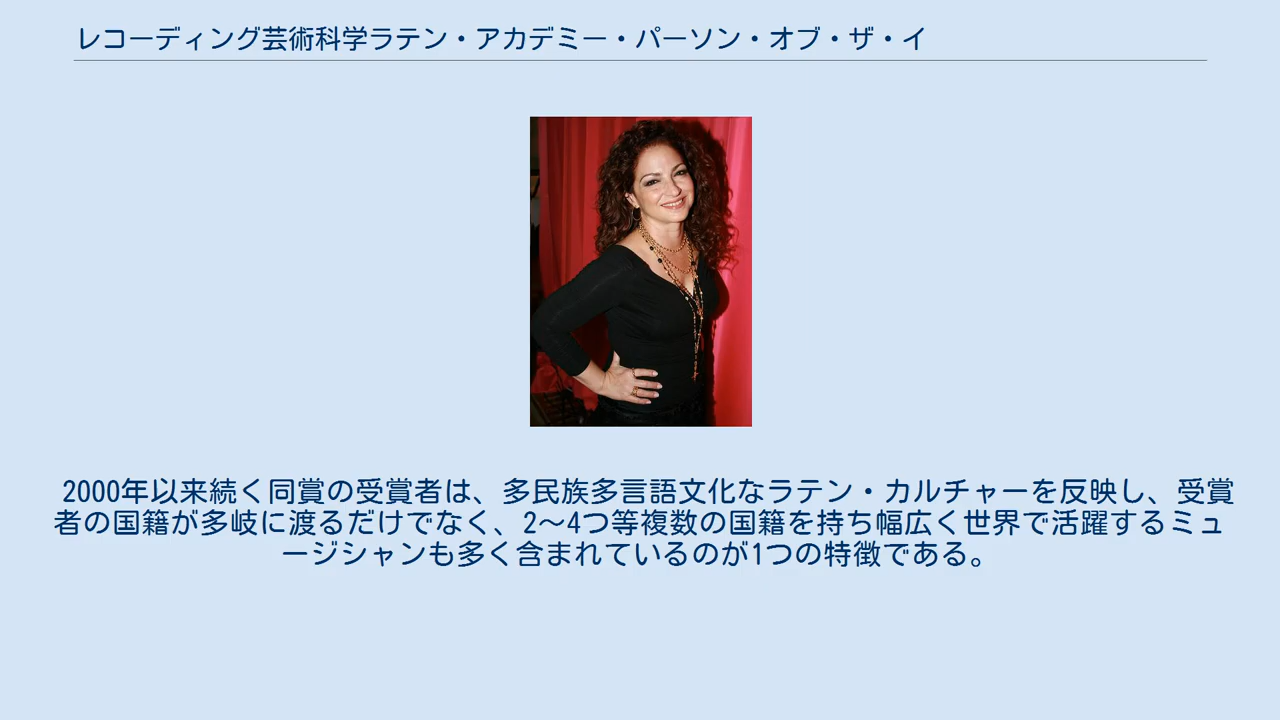 レコーディング芸術科学ラテン・アカデミー・パーソン・オブ・ザ・イ
2000年以来続く同賞の受賞者は、多民族多言語文化なラテン・カルチャーを反映し、受賞
者の国籍が多岐に渡るだけでなく、2〜4つ等複数の国籍を持ち幅広く世界で活躍するミュ
ージシャンも多く含まれているのが1つの特徴である。